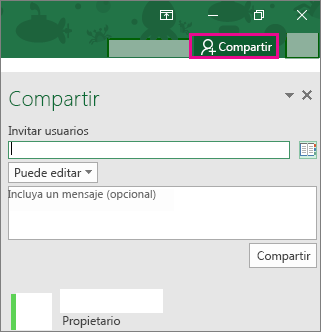 Compartir
Compartir
Invitar usuarios
Puede editar
Incluya un mensaje (opcional)
Compartir
Propietario